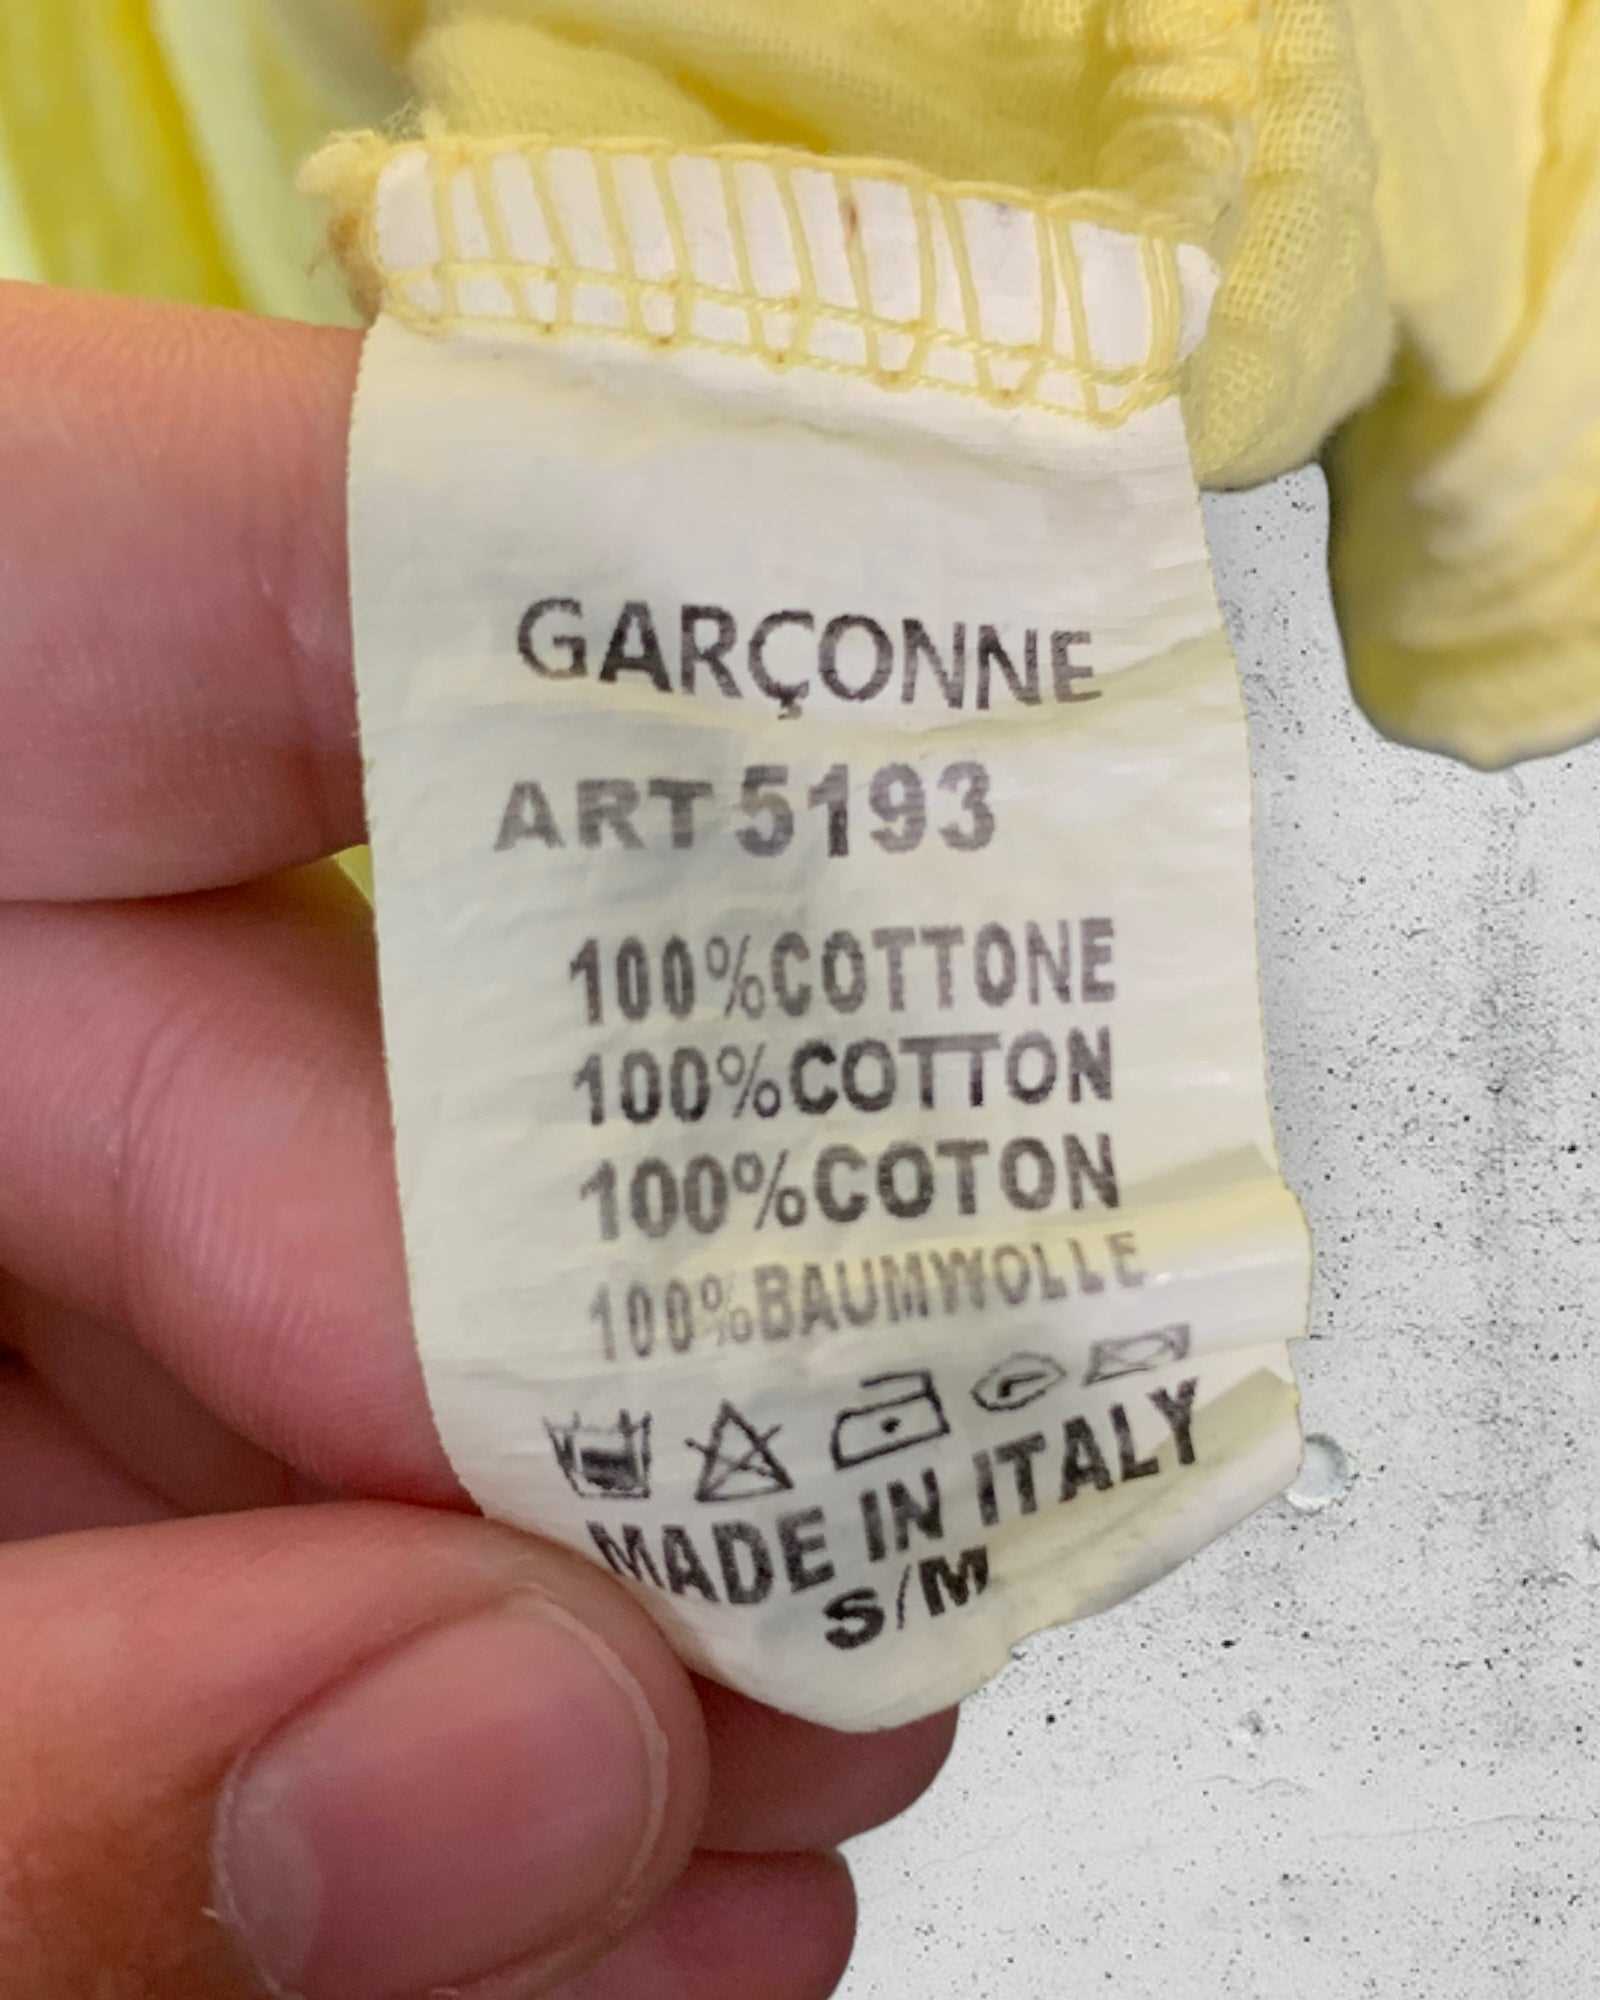 GARÇONNE
ART 5193
100%COTTONE
100%COTTON
100%COTON
100%BAUMWOLLE
MADE IN ITALY
S/M